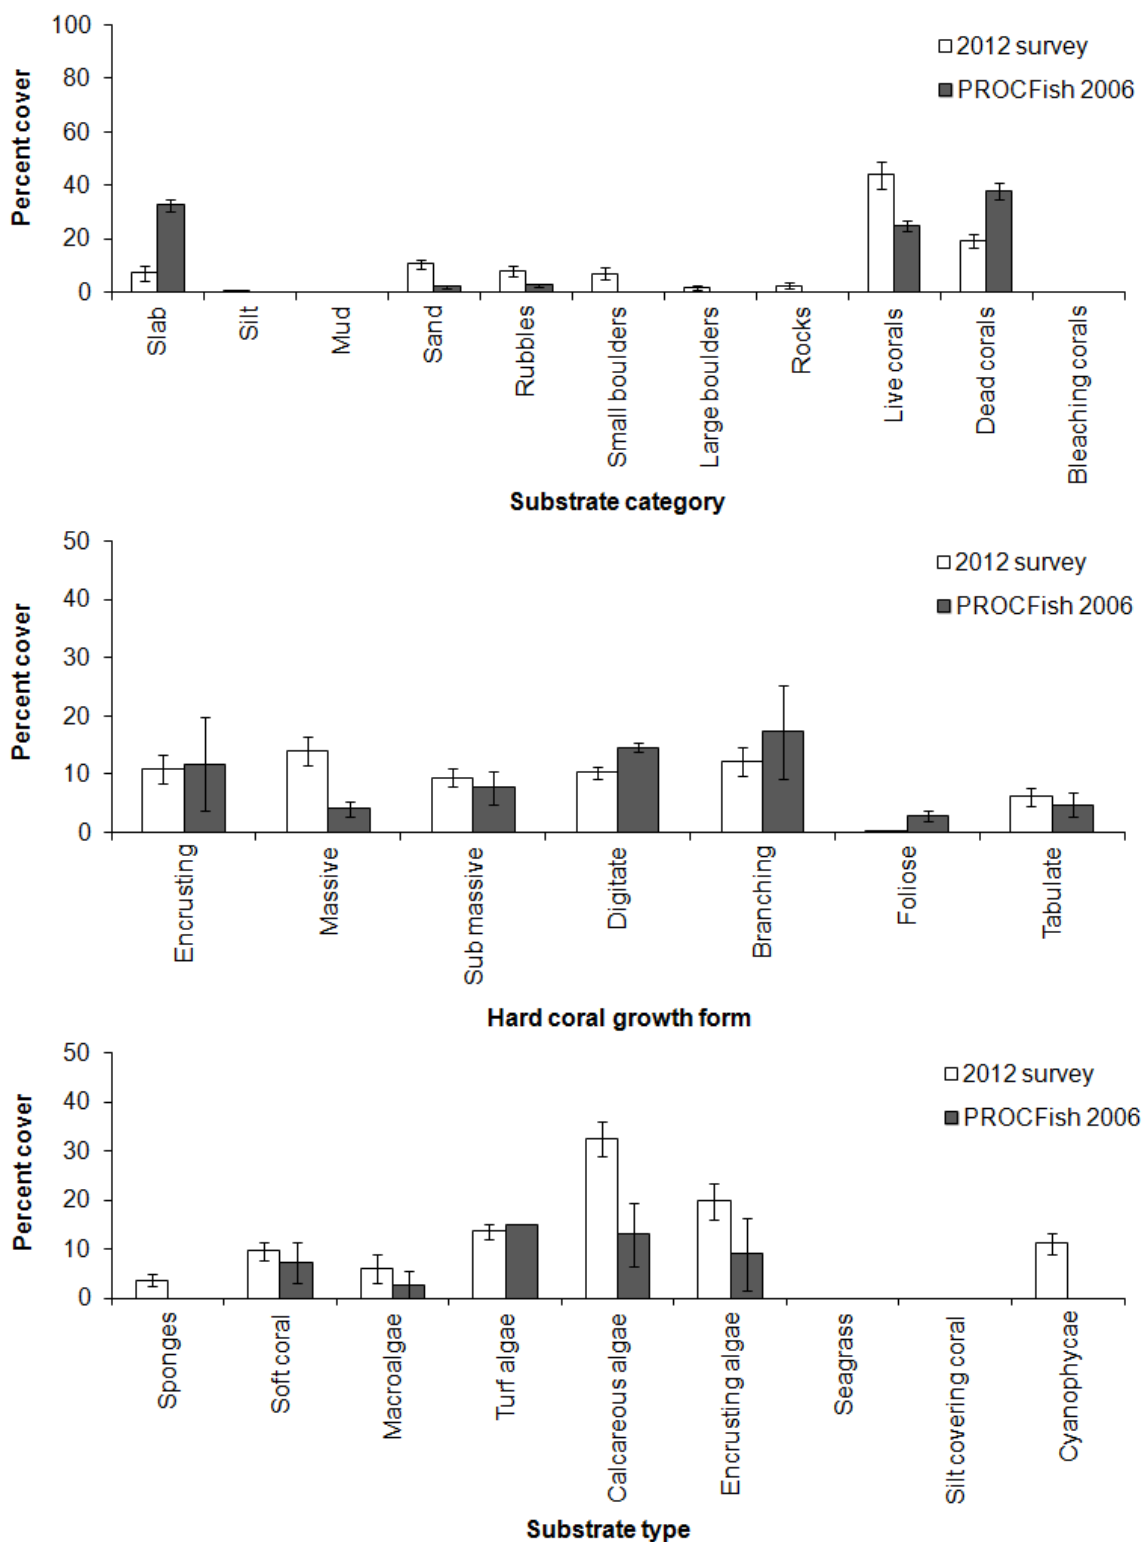 100
80
60
40
20
0
Percent cover
2012 survey
PROCFish 2006
Slab
Silt
Mud
Sand
Rubbles
Small boulders
Large boulders
Rocks
Live corals
Dead corals
Bleaching corals
Substrate category
50
40
30
20
10
0
Percent cover
2012 survey
PROCFish 2006
Encrusting
Massive
Sub massive
Digitate
Branching
Foliose
Tabulate
Hard coral growth form
50
40
30
20
10
0
Percent cover
2012 survey
PROCFish 2006
Sponges
Soft coral
Macroalgae
Turf algae
Calcareous algae
Encrusting algae
Seagrass
Silt covering coral
Cyanophycae
Substrate type